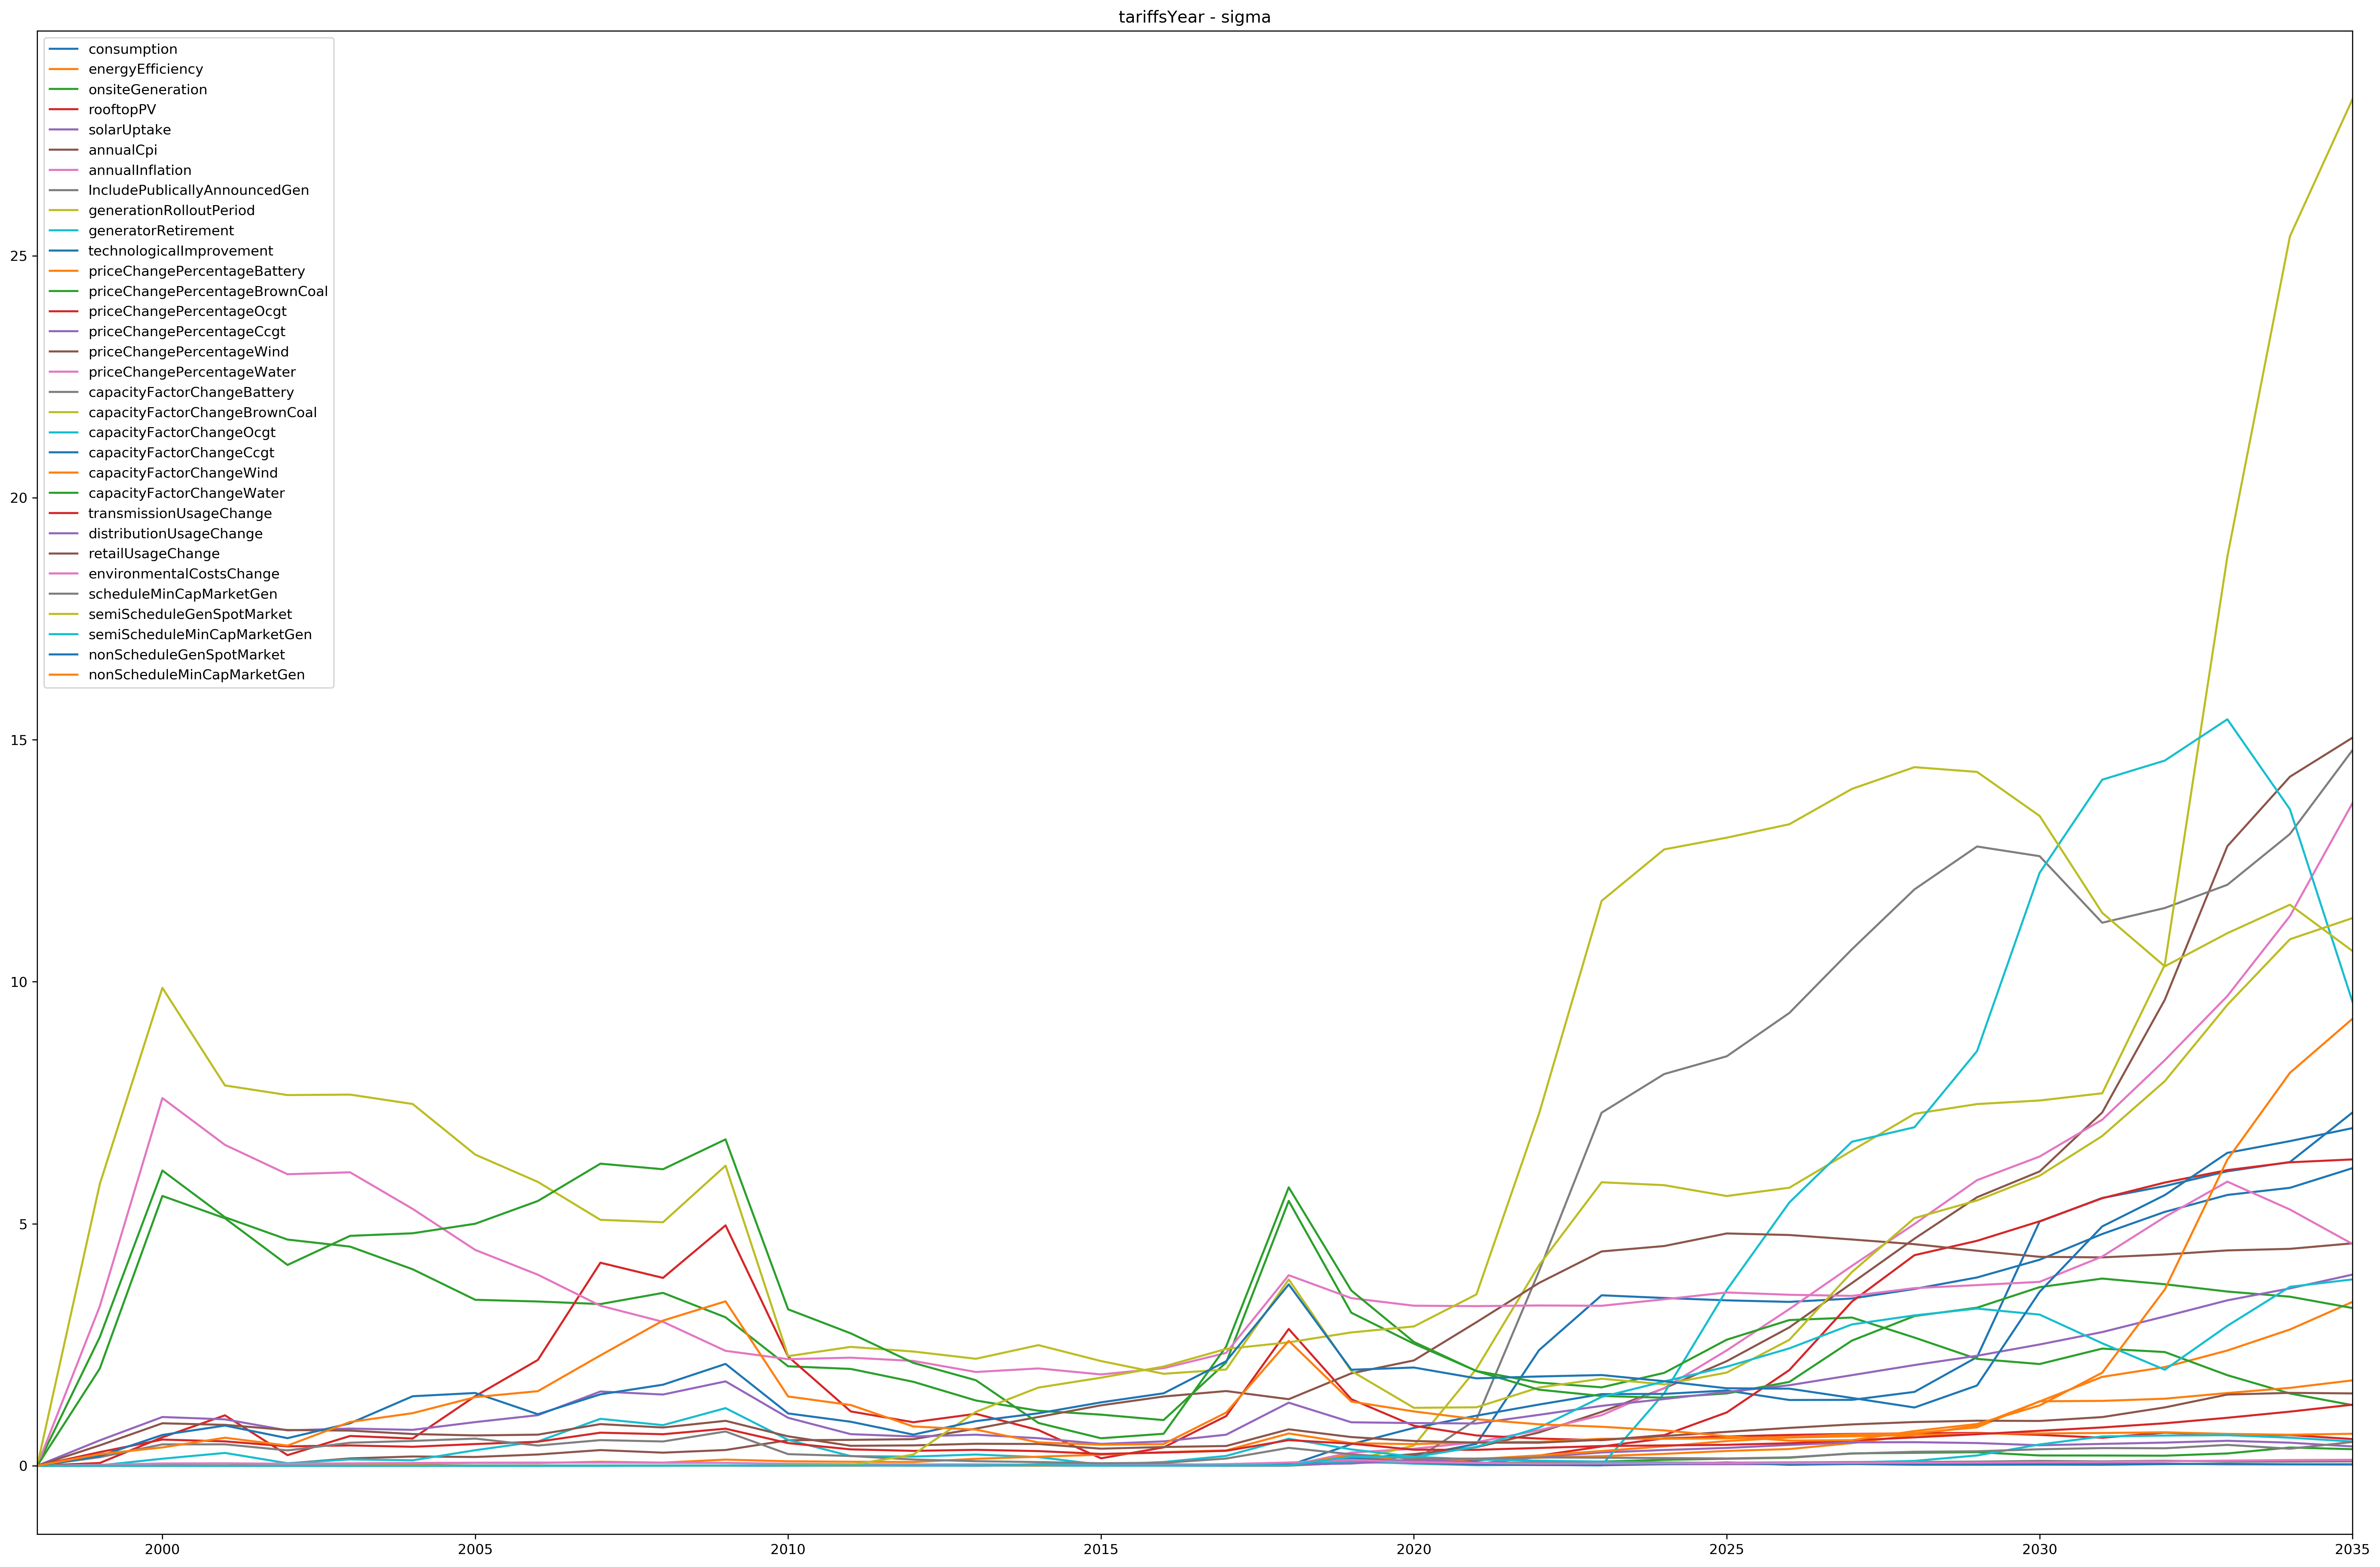 tariffsYear - sigma
consumption
energyEfficiency
onsiteGeneration
rooftopPV
solarUptake
annualCpi
annualInflation
IncludePublicallyAnnouncedGen
generationRolloutPeriod
generatorRetirement
technologicalImprovement
priceChangePercentageBattery
priceChangePercentageBrownCoal
priceChangePercentageOcgt
priceChangePercentageCcgt
priceChangePercentageWind
priceChangePercentageWater
capacityFactorChangeBattery
capacityFactorChangeBrownCoal
capacityFactorChangeOcgt
capacityFactorChangeCcgt
capacityFactorChangeWind
capacityFactorChangeWater
transmissionUsageChange
distributionUsageChange
retailUsageChange
environmentalCostsChange
scheduleMinCapMarketGen
semiScheduleGenSpotMarket
semiScheduleMinCapMarketGen
nonScheduleGenSpotMarket
nonScheduleMinCapMarketGen
25
20
15
10
5
0
2000 2005 2010 2015 2020 2025 2030 2035